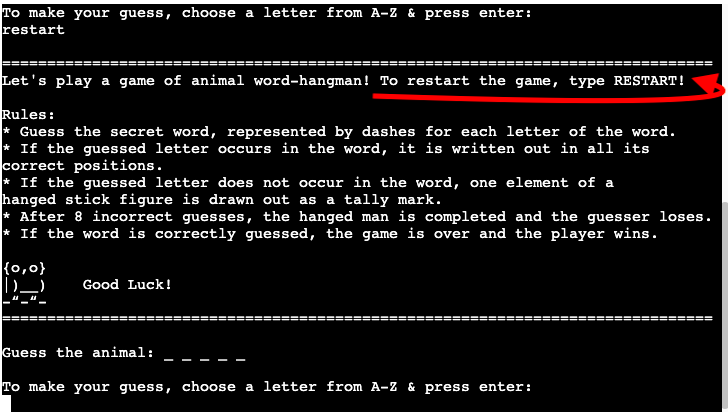 To make your guess, choose a letter from A-Z & press enter:
restart
===============================================================================
Let's play a game of animal word-hangman! To restart the game, type RESTART!
Rules:
* Guess the secret word, represented by dashes for each letter of the word.
* If the guessed letter occurs in the word, it is written out in all its
correct positions.
* If the guessed letter does not occur in the word, one element of a
hanged stick figure is drawn out as a tally mark.
* After 8 incorrect guesses, the hanged man is completed and the guesser loses.
* If the word is correctly guessed, the game is over and the player wins.
{o,o}
|)__)    Good Luck!
-“-“-
===============================================================================
Guess the animal: _ _ _ _ _
To make your guess, choose a letter from A-Z & press enter: